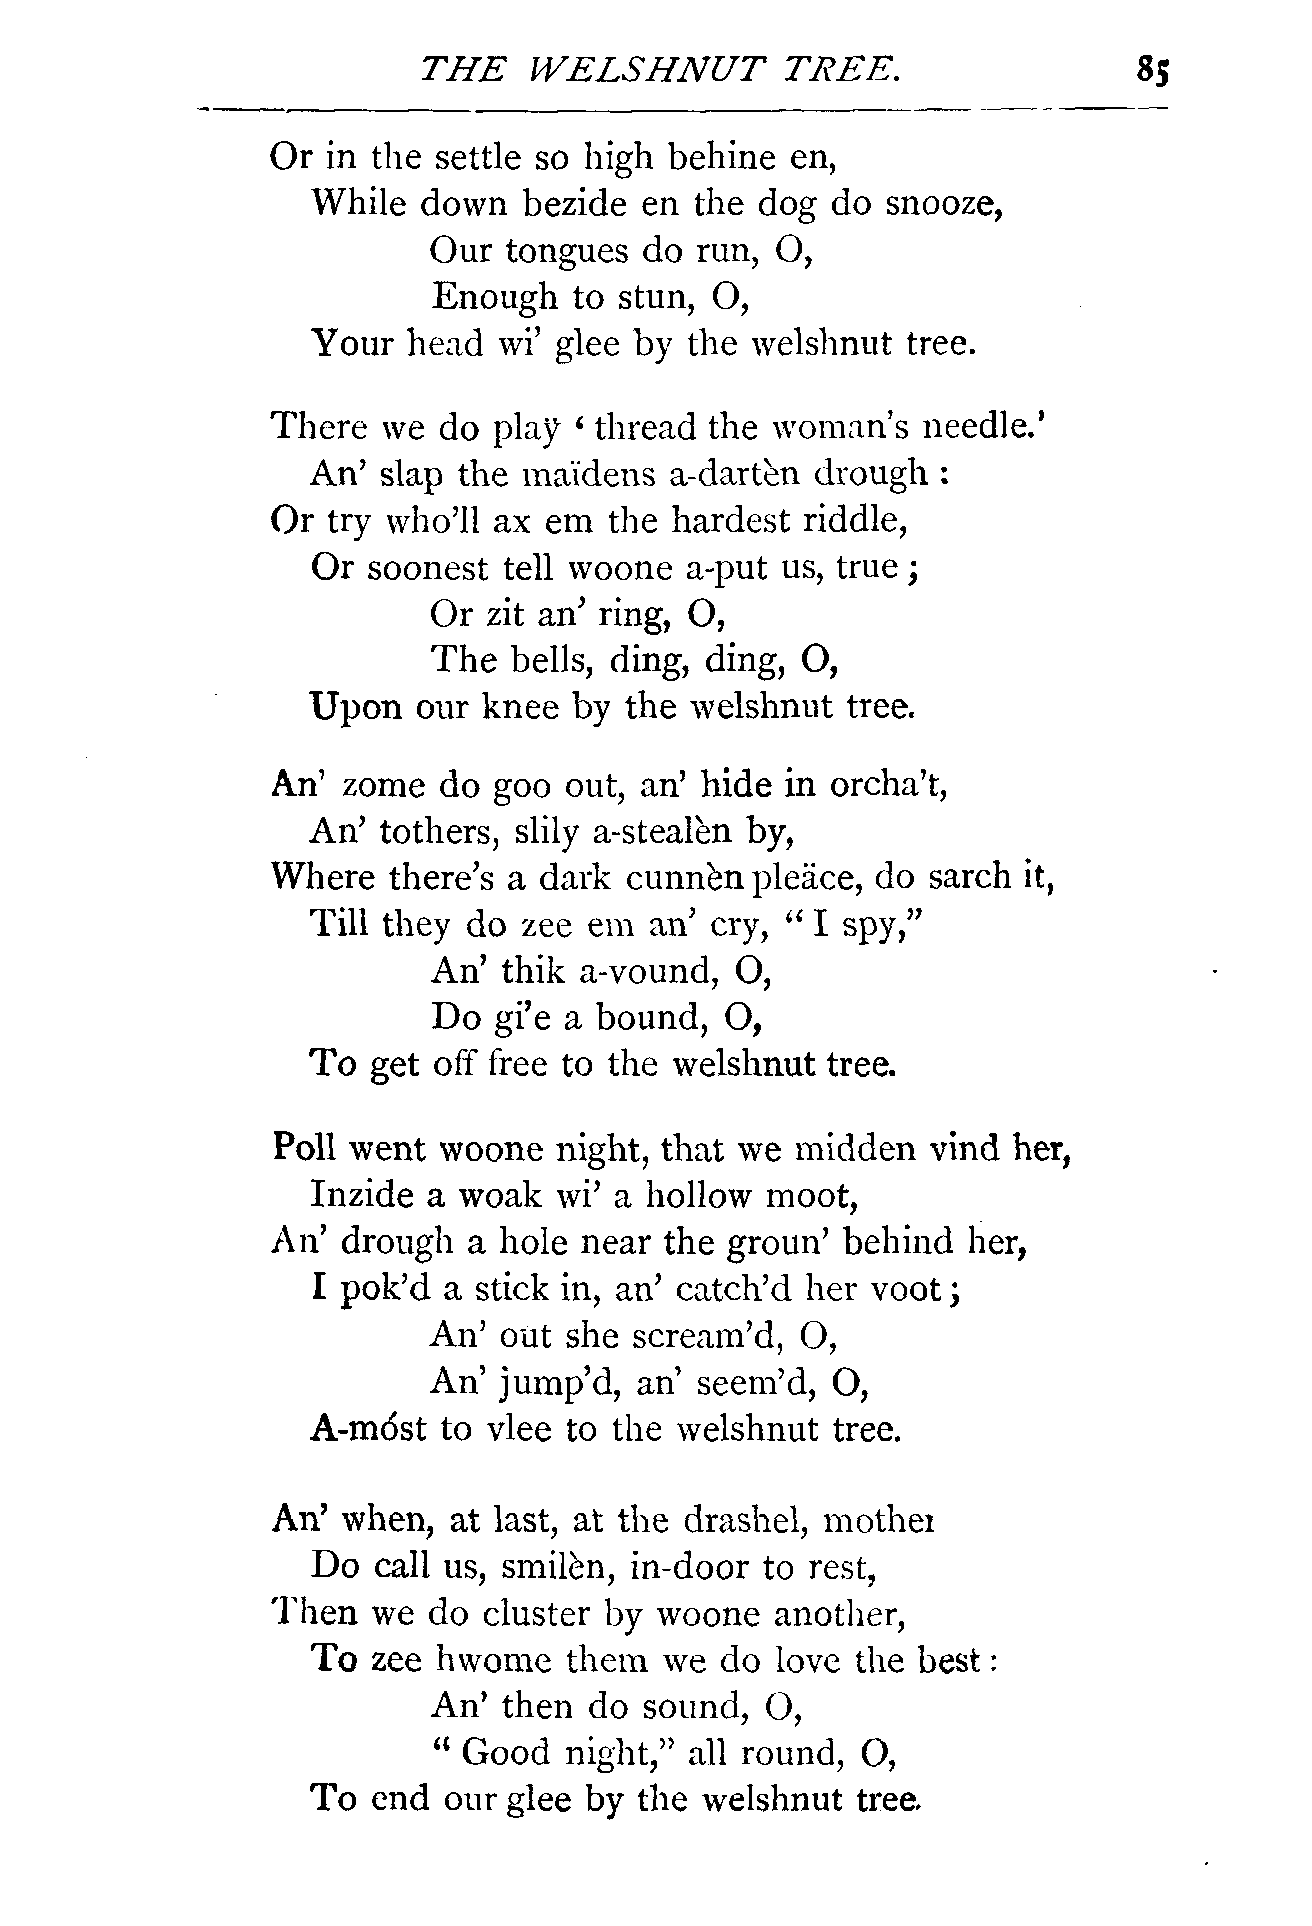 THE WELSHNUT TREE. 85
Or in the settle so high behine en,
While down bezide en the dog do snooze,
Our tongues do run, O,
Enough to stun, O,
Your head wi’ glee by the welshnut tree.
There we do plaÿ ‘ thread the woman’s needle.’
An’ slap the maïdens a-dartèn drough :
Or try who’ll ax em the hardest riddle,
Or soonest tell woone a-put us, true ;
Or zit an’ ring, O,
The bells, ding, ding, O,
Upon our knee by the welshnut tree.
An’ zome do goo out, an’ hide in orcha’t,
An’ tothers, slily a-stealèn by,
Where there’s a dark cunnèn pleäce, do sarch it,
Till they do zee em an’ cry, “ I spy,”
An’ thik a-vound, O,
Do gi’e a bound, O,
To get off free to the welshnut tree.
Poll went woone night, that we midden vind her,
Inzide a woak wi’ a hollow moot,
An’ drough a hole near the groun’ behind her,
I pok’d a stick in, an’ catch’d her voot ;
An’ out she scream’d, O,
An’ jump’d, an’ seem’d, O,
A-móst to vlee to the welshnut tree.
An’ when, at last, at the drashel, mother
Do call us, smilèn, in-door to rest,
Then we do cluster by woone another,
To zee hwome them we do love the best :
An’ then do sound, O,
“ Good night,” all round, O,
To end our glee by the welshnut tree.